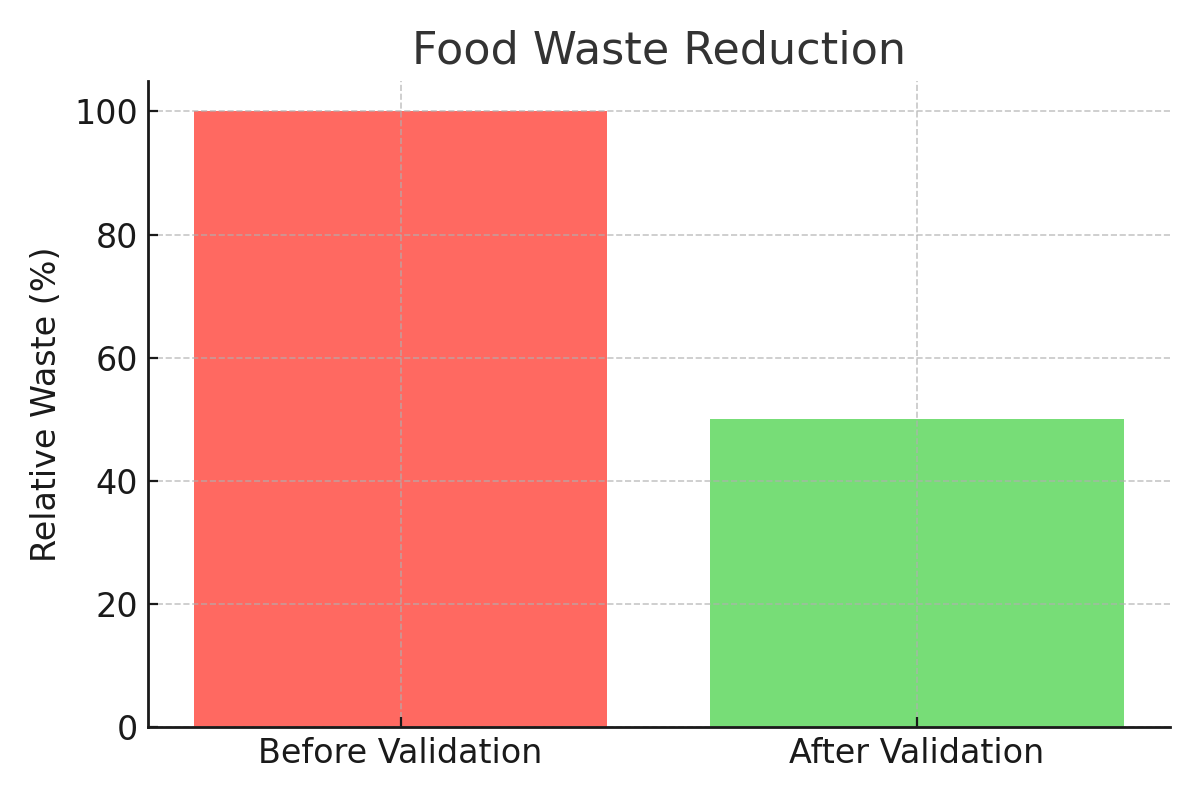 Food Waste Reduction
Relative Waste (%)
100
80
60
40
20
0
Before Validation
After Validation